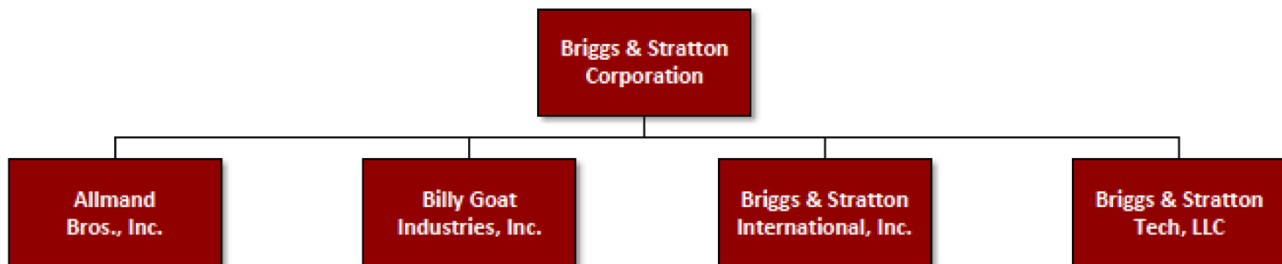 Briggs & Stratton
Corporation
Allmand
Bros., Inc.
Billy Goat
Industries, Inc.
Briggs & Stratton
International, Inc.
Briggs & Stratton
Tech, LLC